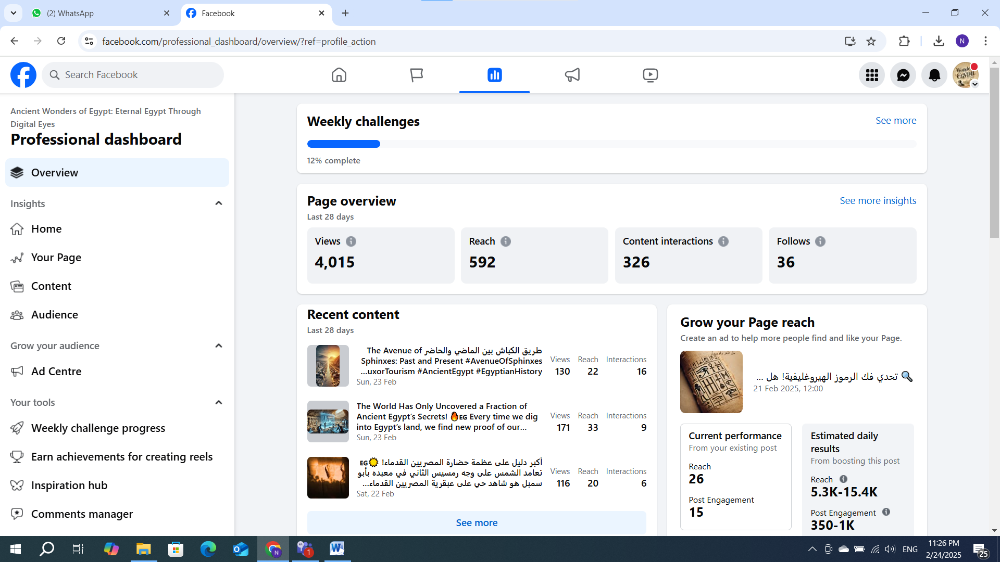 (2) WhatsApp
Facebook
facebook.com/professional_dashboard/overview/?ref=profile_action
N
Search Facebook
Ancient Wonders of Egypt: Eternal Egypt Through
Digital Eyes
Professional dashboard
Overview
Insights
Home
Your Page
Content
Audience
Grow your audience
Ad Centre
Your tools
Weekly challenge progress
Earn achievements for creating reels
Inspiration hub
Comments manager
Weekly challenges
See more
12% complete
Page overview
See more insights
Last 28 days
Views
4,015
Reach
592
Content interactions
326
Follows
36
Recent content
Last 28 days
طريق الكباش بين الماضي والحاضر The Avenue of
Sphinxes: Past and Present #AvenueOfSphinxes
...uxorTourism #AncientEgypt #EgyptianHistory
Sun, 23 Feb
Views Reach Interactions
130 22 16
The World Has Only Uncovered a Fraction of
Ancient Egypt’s Secrets! 🔥EG Every time we dig
into Egypt’s land, we find new proof of our...
Sun, 23 Feb
Views Reach Interactions
171 33 9
أكبر دليل على عظمة حضارة المصريين القدماء! 🌞EG
تعامد الشمس على وجه رمسيس الثاني في معبده بأبو
سمبل هو شاهد حي على عبقرية المصريين القدماء...
Sat, 22 Feb
Views Reach Interactions
116 20 6
See more
Grow your Page reach
Create an ad to help more people find and like your Page.
🔍 تحدي فك الرموز الهيروغليفية! هل ...
21 Feb 2025, 12:00
Current performance
From your existing post
Reach
26
Post Engagement
15
Estimated daily
results
From boosting this post
Reach
5.3K-15.4K
Post Engagement
350-1K
1
ENG
11:26 PM
2/24/2025
25